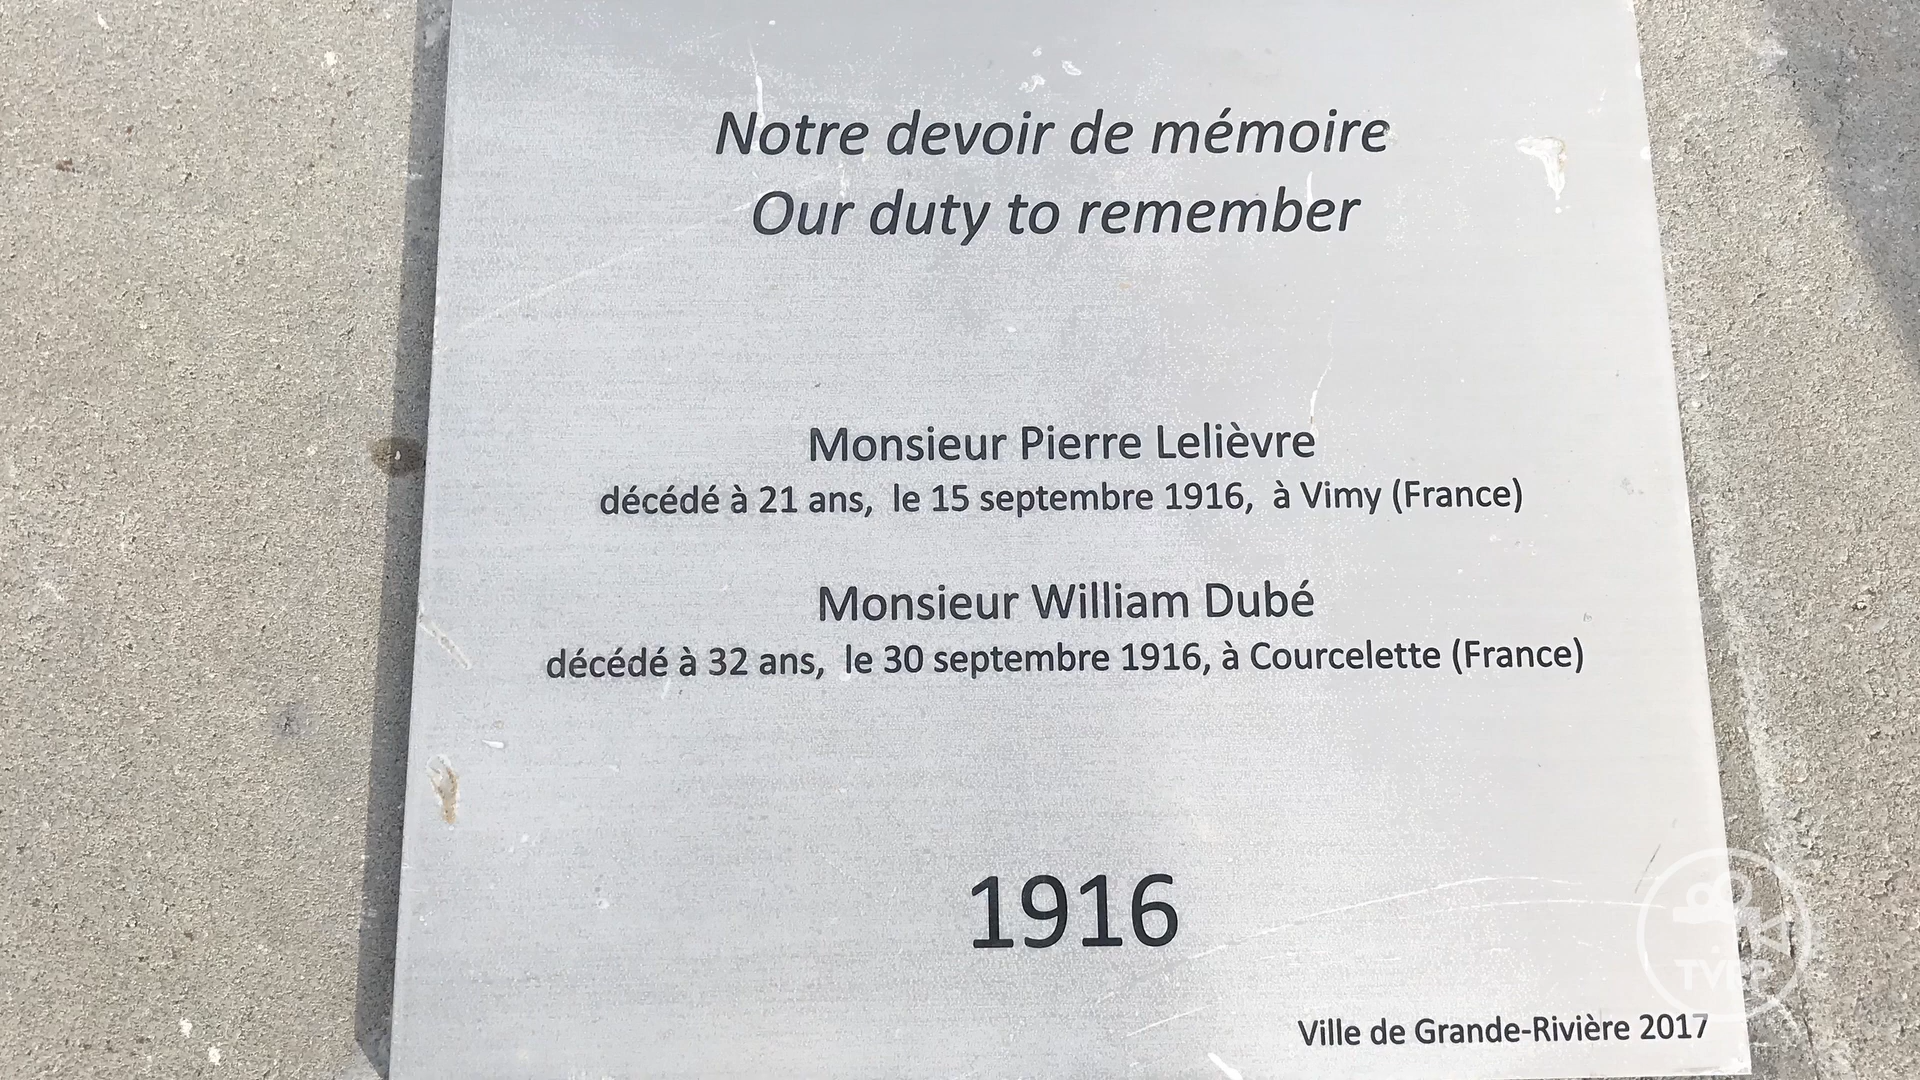 Notre devoir de mémoire
Our duty to remember
Monsieur Pierre Lelièvre
décédé à 21 ans, le 15 septembre 1916, à Vimy (France)
Monsieur William Dubé
décédé à 32 ans, le 30 septembre 1916, à Courcelette (France)
1916
Ville de Grande-Rivière 2017